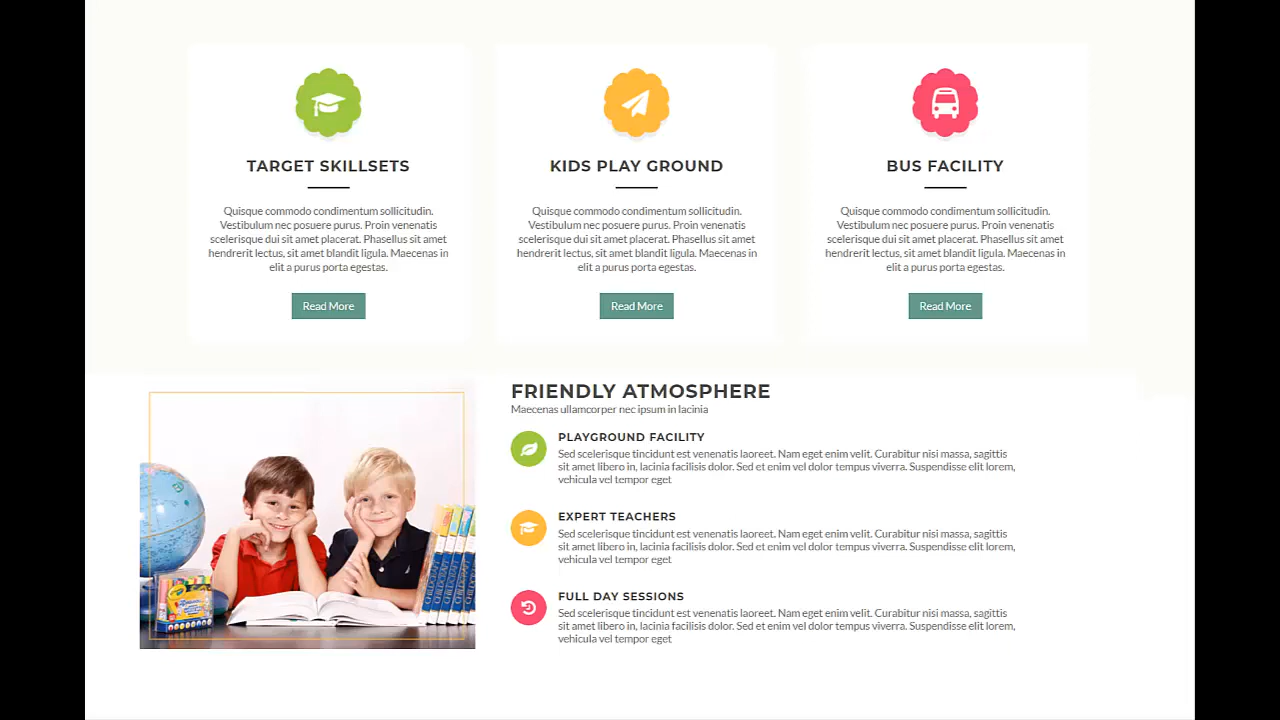 TARGET SKILLSETS
Quisque commodo condimentum sollicitudin.
Vestibulum nec posuere purus. Proin venenatis
scelerisque dui sit amet placerat. Phasellus sit amet
hendrerit lectus, sit amet blandit ligula. Maecenas in
elit a purus porta egestas.
Read More
KIDS PLAY GROUND
Quisque commodo condimentum sollicitudin.
Vestibulum nec posuere purus. Proin venenatis
scelerisque dui sit amet placerat. Phasellus sit amet
hendrerit lectus, sit amet blandit ligula. Maecenas in
elit a purus porta egestas.
Read More
BUS FACILITY
Quisque commodo condimentum sollicitudin.
Vestibulum nec posuere purus. Proin venenatis
scelerisque dui sit amet placerat. Phasellus sit amet
hendrerit lectus, sit amet blandit ligula. Maecenas in
elit a purus porta egestas.
Read More
FRIENDLY ATMOSPHERE
Maecenas ullamcorper nec ipsum in lacinia
PLAYGROUND FACILITY
Sed scelerisque tincidunt est venenatis laoreet. Nam eget enim velit. Curabitur nisi massa, sagittis
sit amet libero in, lacinia facilisis dolor. Sed et enim vel dolor tempus viverra. Suspendisse elit lorem,
vehicula vel tempor eget
EXPERT TEACHERS
Sed scelerisque tincidunt est venenatis laoreet. Nam eget enim velit. Curabitur nisi massa, sagittis
sit amet libero in, lacinia facilisis dolor. Sed et enim vel dolor tempus viverra. Suspendisse elit lorem,
vehicula vel tempor eget
FULL DAY SESSIONS
Sed scelerisque tincidunt est venenatis laoreet. Nam eget enim velit. Curabitur nisi massa, sagittis
sit amet libero in, lacinia facilisis dolor. Sed et enim vel dolor tempus viverra. Suspendisse elit lorem,
vehicula vel tempor eget
CHILDCRAFT
CHILDCRAFT
CHILDCRAFT